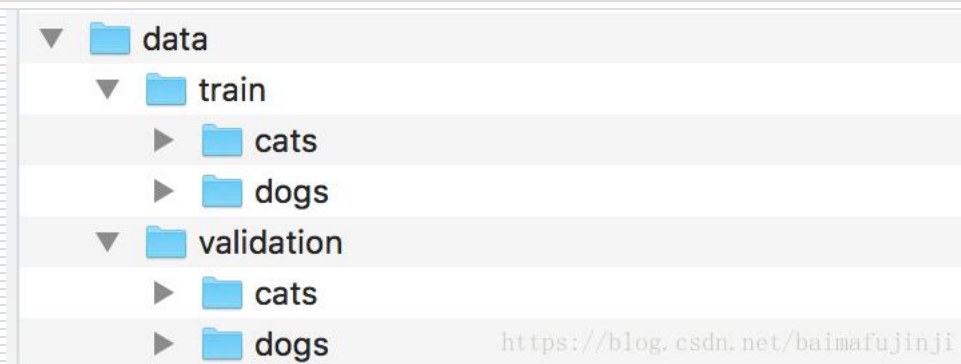 data
train
cats
dogs
validation
cats
dogs
https://blog.csdn.net/baimafujinji